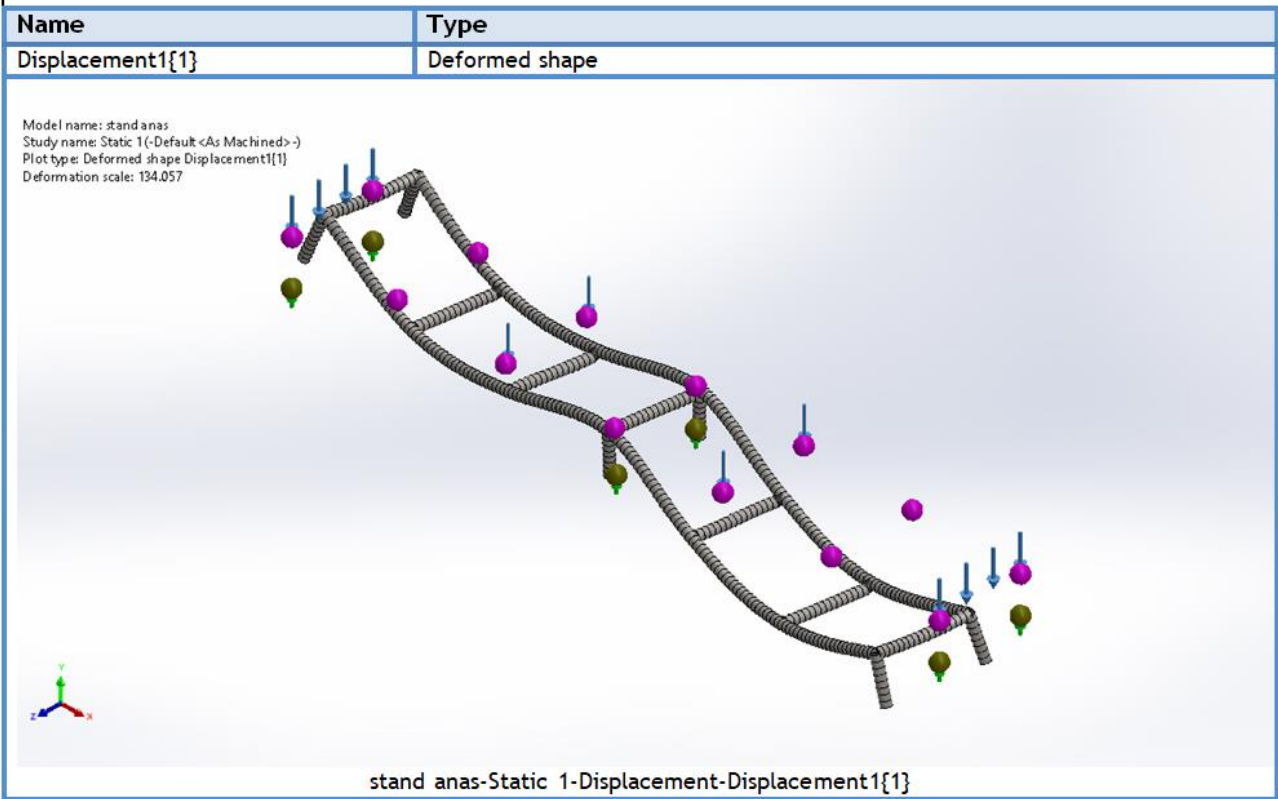 Name Type
Displacement1{1} Deformed shape
Model name: stand anas
Study name: Static 1(-Default<As Machined>-)
Plot type: Deformed shape Displacement1{1}
Deformation scale: 134.057
Y
Z X
stand anas-Static 1-Displacement-Displacement1{1}